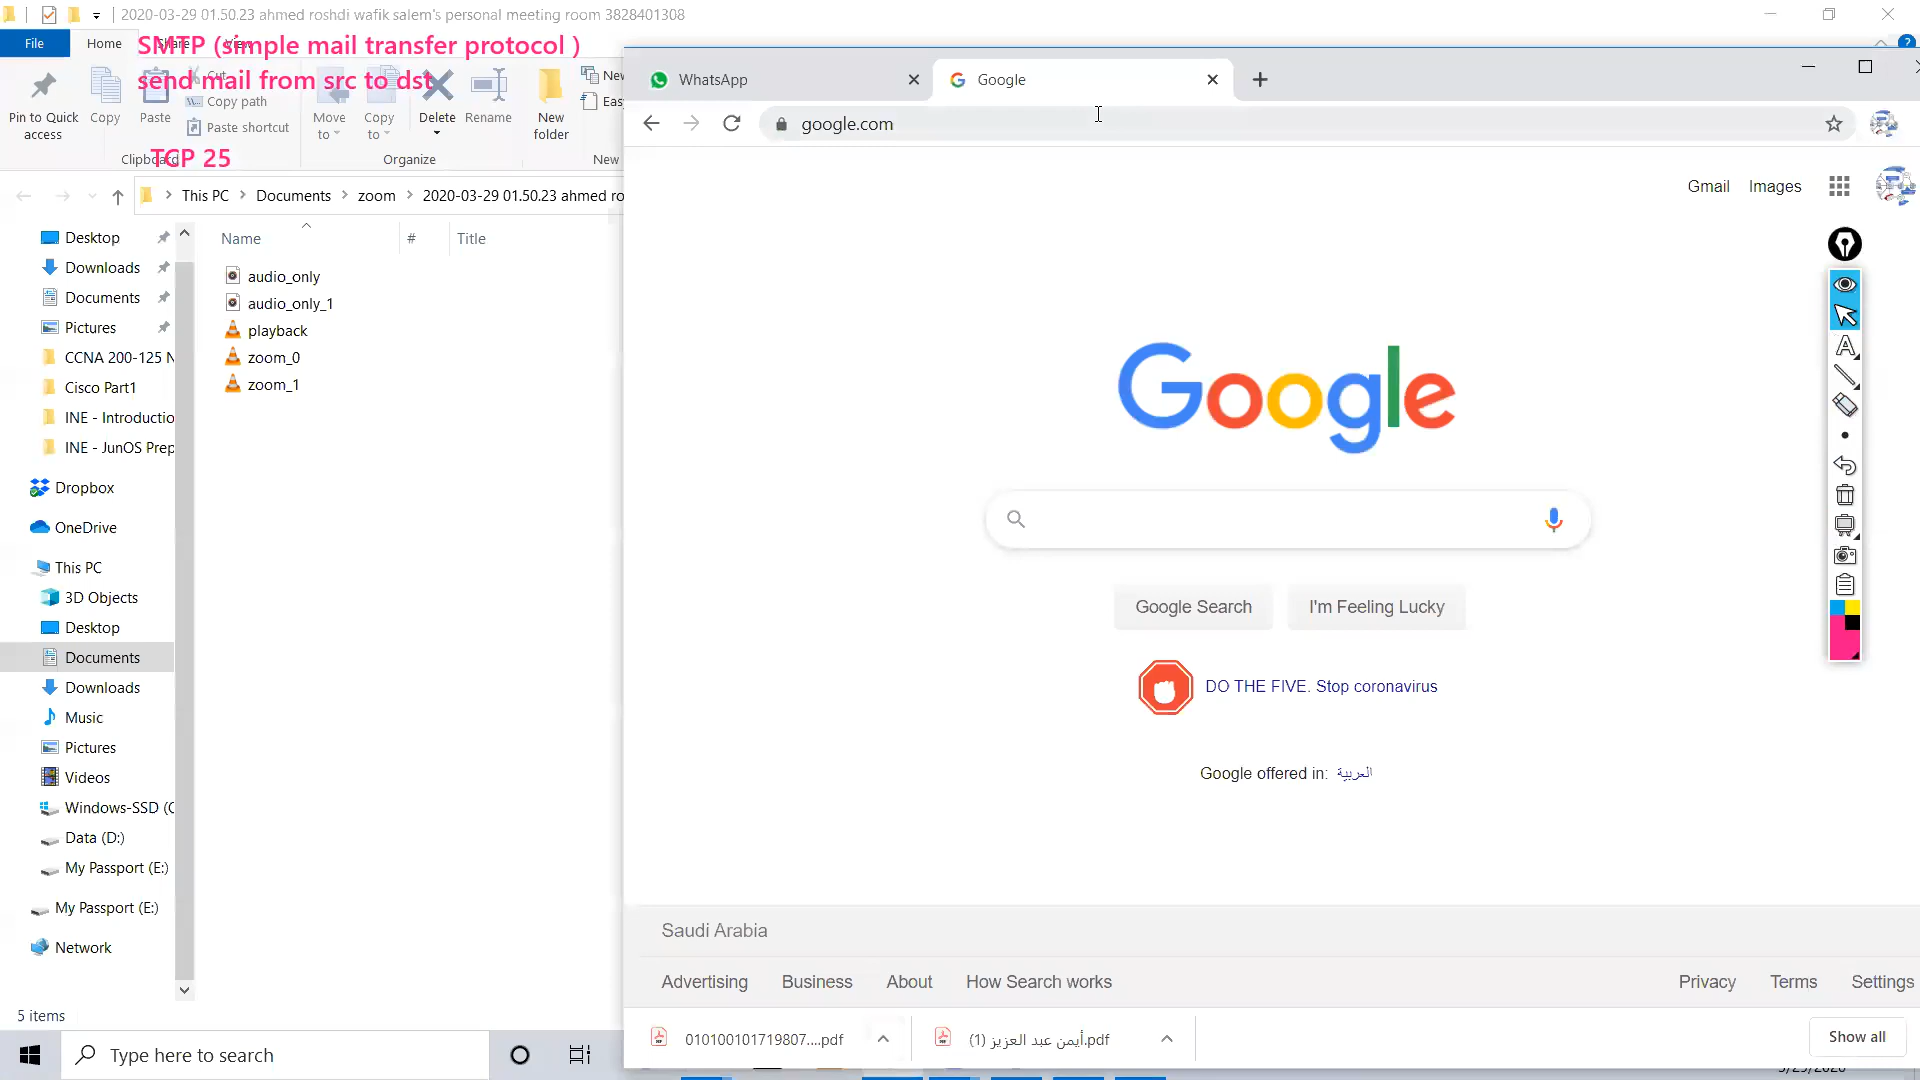 2020-03-29 01.50.23 ahmed roshdi wafik salem's personal meeting room 3828401308
File
Home
Share
View
SMTP (simple mail transfer protocol )
send mail from src to dst
TCP 25
Pin to Quick access
Copy
Paste
Cut
Copy path
Paste shortcut
Clipboard
Move to
Copy to
Delete
Rename
Organize
New folder
New
This PC
Documents
zoom
2020-03-29 01.50.23 ahmed ro
Name
#
Title
audio_only
audio_only_1
playback
zoom_0
zoom_1
Desktop
Downloads
Documents
Pictures
CCNA 200-125 N
Cisco Part1
INE - Introductio
INE - JunOS Prep
Dropbox
OneDrive
This PC
3D Objects
Desktop
Documents
Downloads
Music
Pictures
Videos
Windows-SSD (C
Data (D:)
My Passport (E:)
My Passport (E:)
Network
5 items
Type here to search
WhatsApp
Google
google.com
Gmail
Images
Google
Google Search
I'm Feeling Lucky
DO THE FIVE. Stop coronavirus
Google offered in: العربية
Saudi Arabia
Advertising
Business
About
How Search works
Privacy
Terms
Settings
010100101719807....pdf
أيمن عبد العزيز (1).pdf
Show all